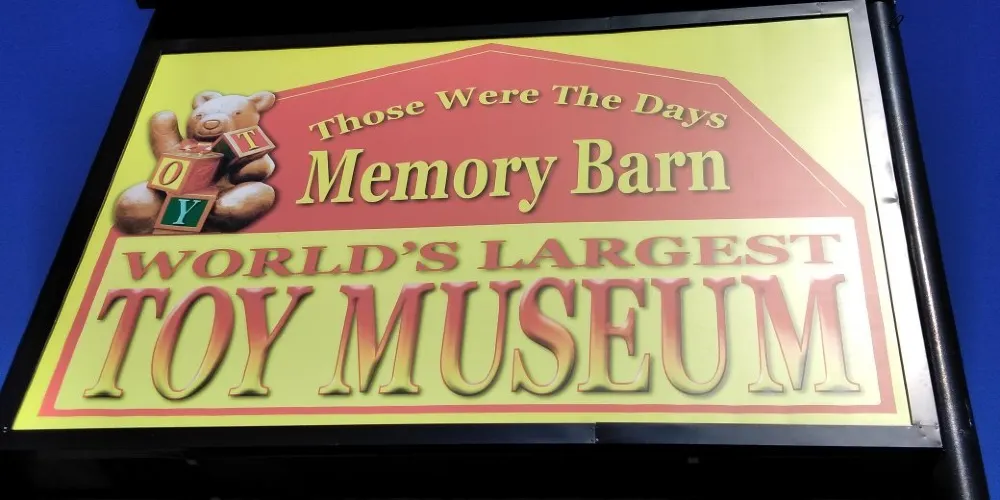 Those Were The Days
Memory Barn
T
O
Y
WORLD'S LARGEST
TOY MUSEUM